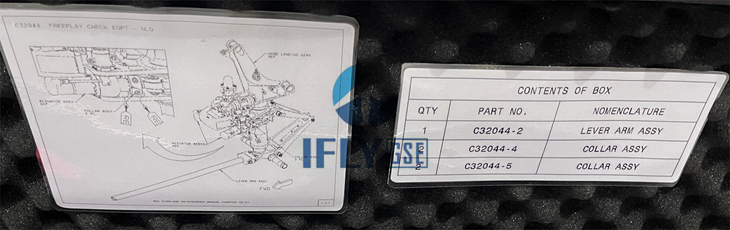 C32044: FREEPLAY CHECK EQPT - NLG
NOSE LANDING GEAR
REF
ACTUATOR ASSY
REF
COLLAR ASSY
LEVER ARM ASSY
FWD
IFLYGSE
CONTENTS OF BOX
QTY PART NO. NOMENCLATURE
1 C32044-2 LEVER ARM ASSY
2 C32044-4 COLLAR ASSY
2 C32044-5 COLLAR ASSY